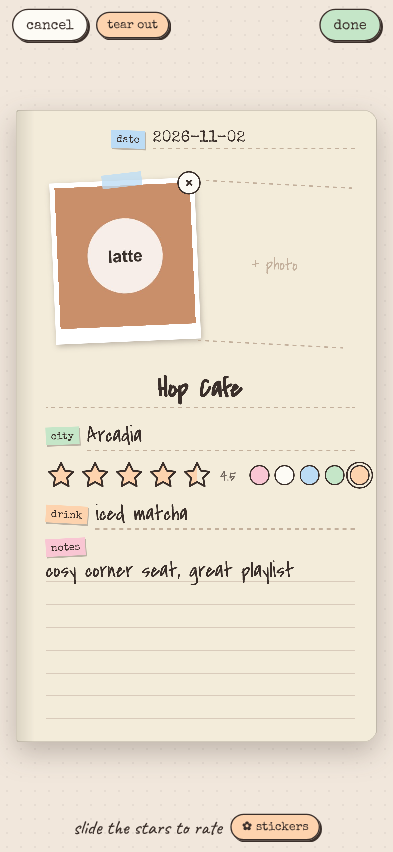 cancel
tear out
done
date 2026-11-02
×
latte
+ photo
Hop Cafe
city Arcadia
4.5
drink iced matcha
notes
cosy corner seat, great playlist
slide the stars to rate
✿ stickers